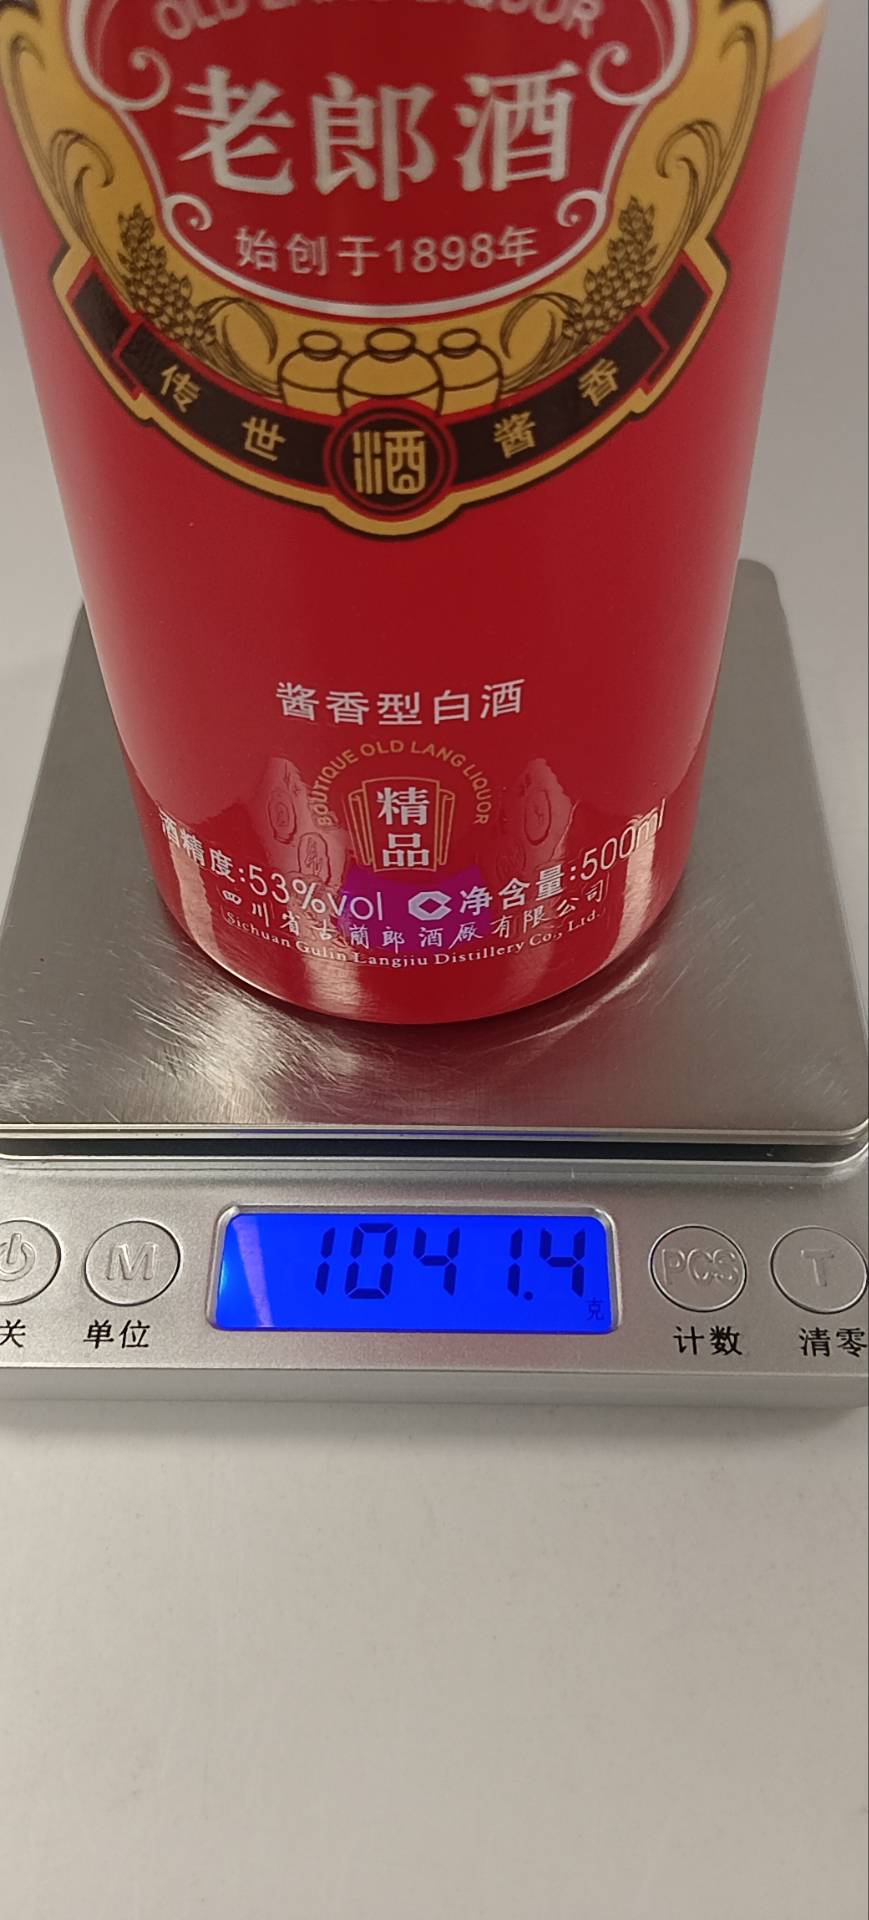 OLD LANG LIQUOR
老郎酒
始创于1898年
传世酒酱香
酱香型白酒
BOUTIQUE OLD LANG LIQUOR
精品
酒精度:53%vol 净含量:500ml
四川省古蔺郎酒厂有限公司
Sichuan Gulin Langjiu Distillery Co., Ltd.
1041.4
克
M PCS T
关 单位 计数 清零